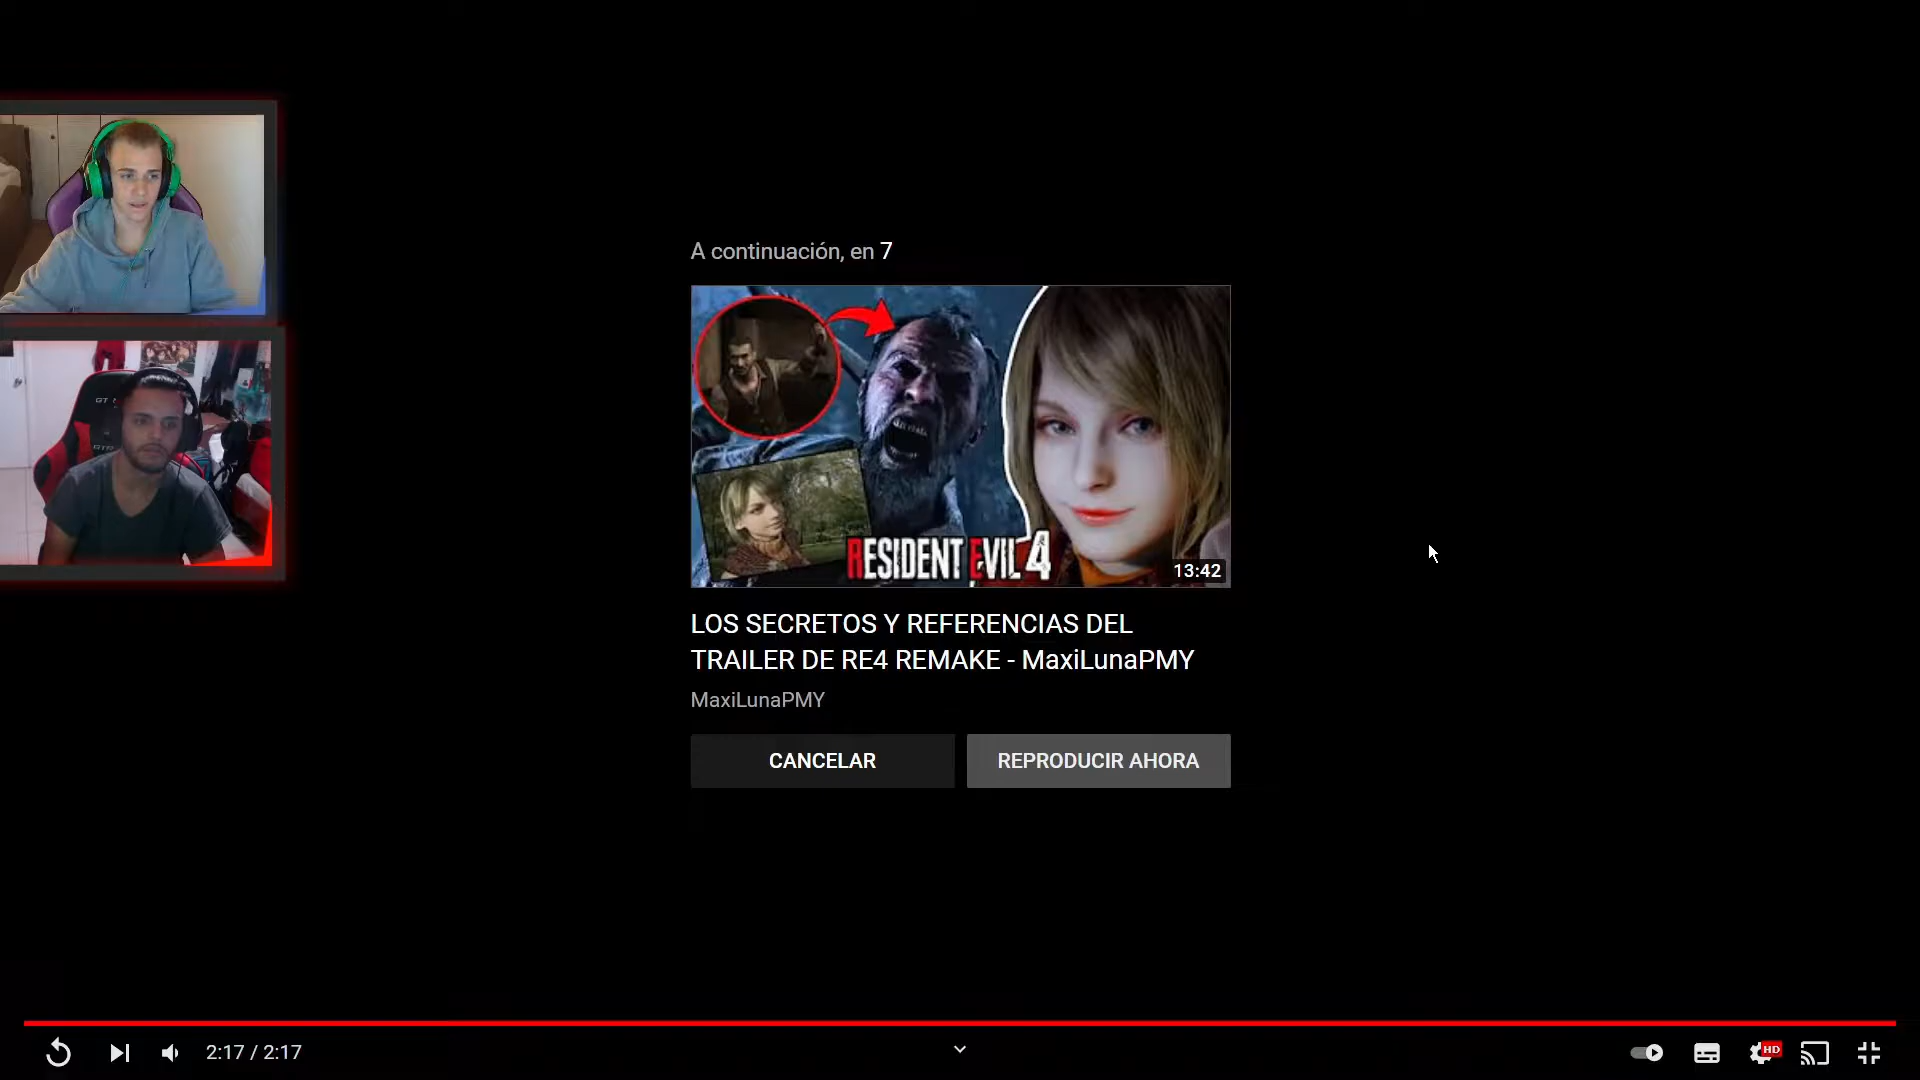 A continuación, en 7
RESIDENT EVIL 4
13:42
LOS SECRETOS Y REFERENCIAS DEL
TRAILER DE RE4 REMAKE - MaxiLunaPMY
MaxiLunaPMY
CANCELAR
REPRODUCIR AHORA
2:17 / 2:17
HD